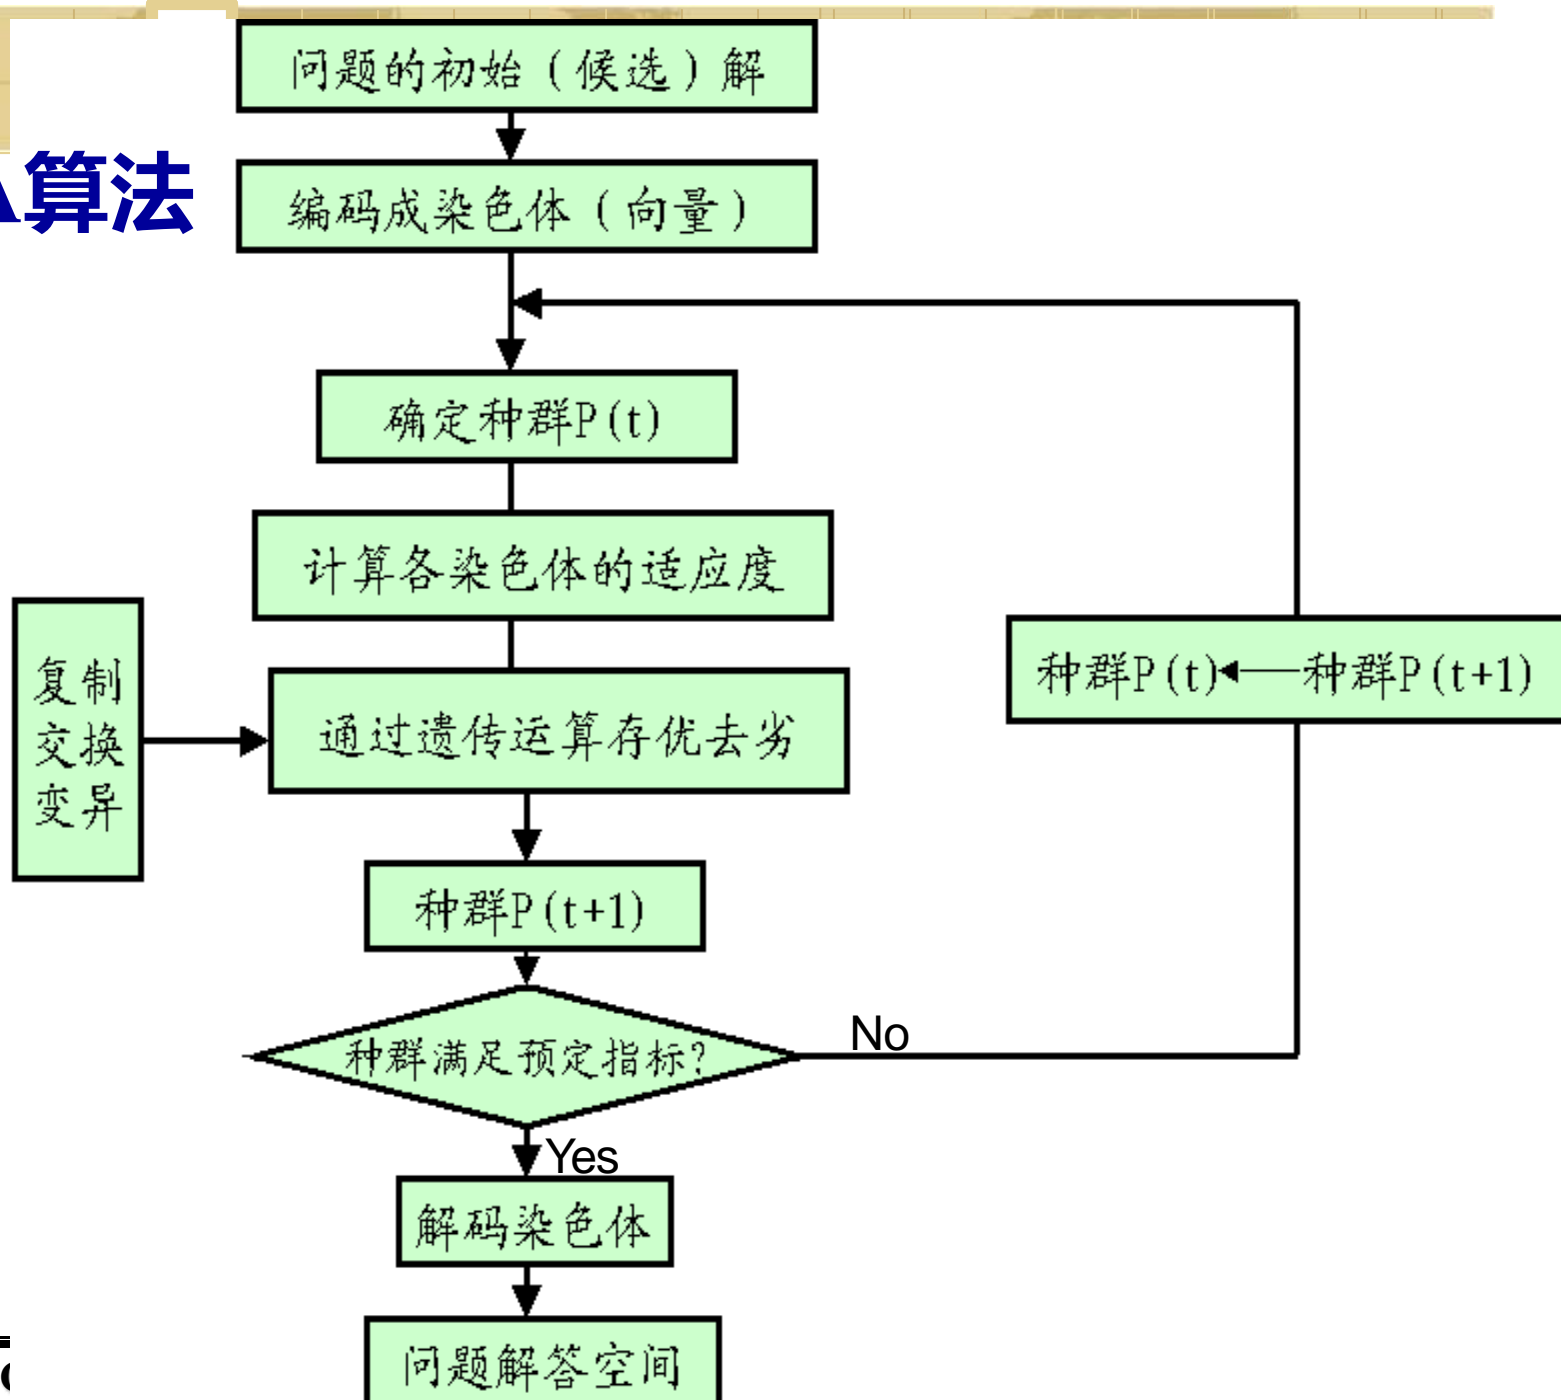 问题的初始（候选）解
A算法
编码成染色体（向量）
确定种群P(t)
计算各染色体的适应度
复制
交换
变异
通过遗传运算存优去劣
种群P(t)←种群P(t+1)
种群P(t+1)
种群满足预定指标?
No
Yes
解码染色体
问题解答空间